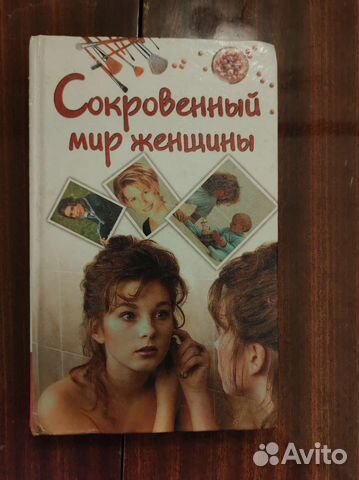 Сокровенный
мир женщины
Avito